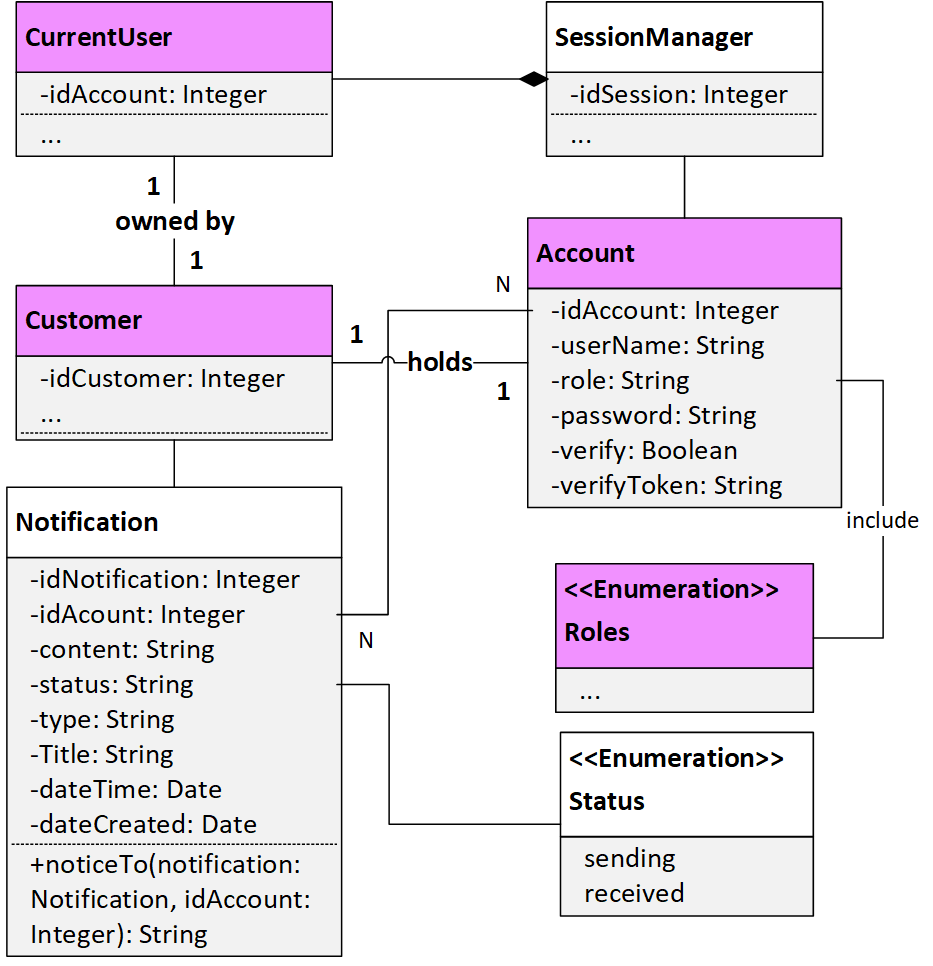 CurrentUser
-idAccount: Integer
...
SessionManager
-idSession: Integer
...
1
owned by
1
Customer
-idCustomer: Integer
...
1
holds
1
N
Account
-idAccount: Integer
-userName: String
-role: String
-password: String
-verify: Boolean
-verifyToken: String
include
Notification
-idNotification: Integer
-idAcount: Integer
-content: String
-status: String
-type: String
-Title: String
-dateTime: Date
-dateCreated: Date
+noticeTo(notification:
Notification, idAccount:
Integer): String
N
<<Enumeration>>
Roles
...
<<Enumeration>>
Status
sending
received